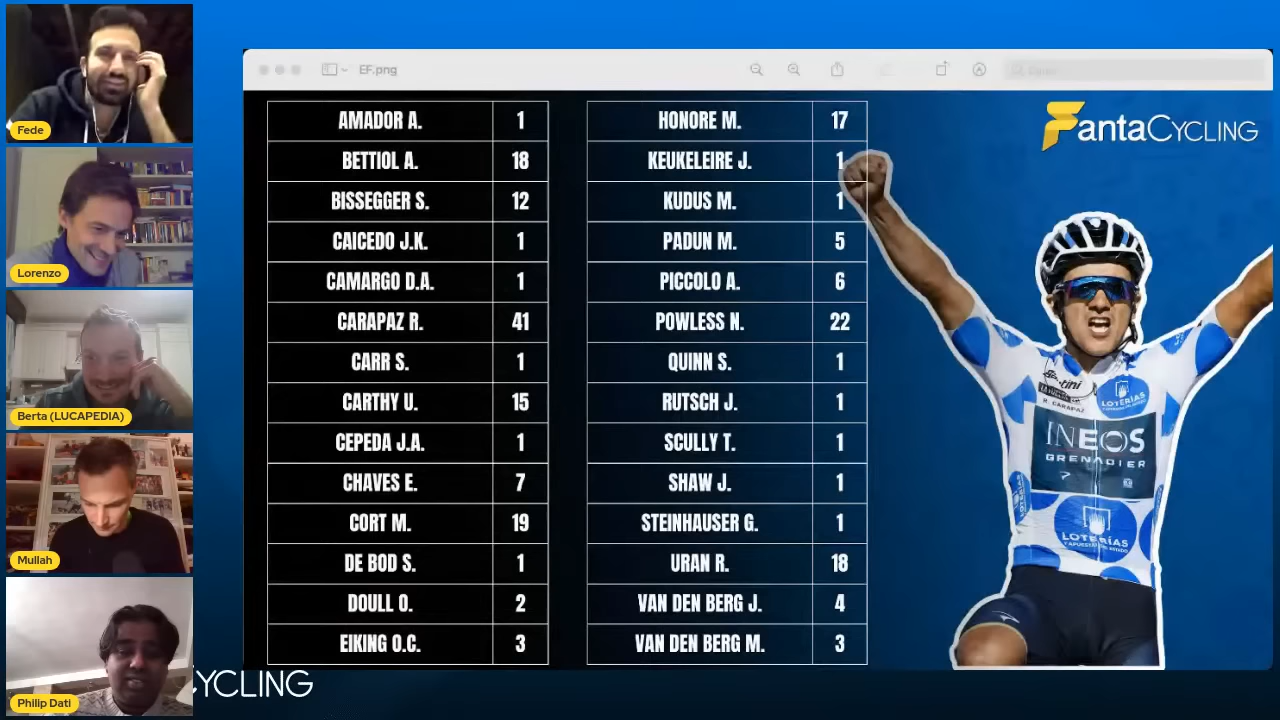 Fede
Lorenzo
Berta (LUCAPEDIA)
Mullah
Philip Dati
EF.png
AMADOR A. 1
BETTIOL A. 18
BISSEGGER S. 12
CAICEDO J.K. 1
CAMARGO D.A. 1
CARAPAZ R. 41
CARR S. 1
CARTHY U. 15
CEPEDA J.A. 1
CHAVES E. 7
CORT M. 19
DE BOD S. 1
DOULL O. 2
EIKING O.C. 3
HONORE M. 17
KEUKELEIRE J. 1
KUDUS M. 1
PADUN M. 5
PICCOLO A. 6
POWLESS N. 22
QUINN S. 1
RUTSCH J. 1
SCULLY T. 1
SHAW J. 1
STEINHAUSER G. 1
URAN R. 18
VAN DEN BERG J. 4
VAN DEN BERG M. 3
FantaCYCLING
R. CARAPAZ
LOTERÍAS
INEOS
GRENADIER
LOTERÍAS
LOTERÍAS
CYCLING